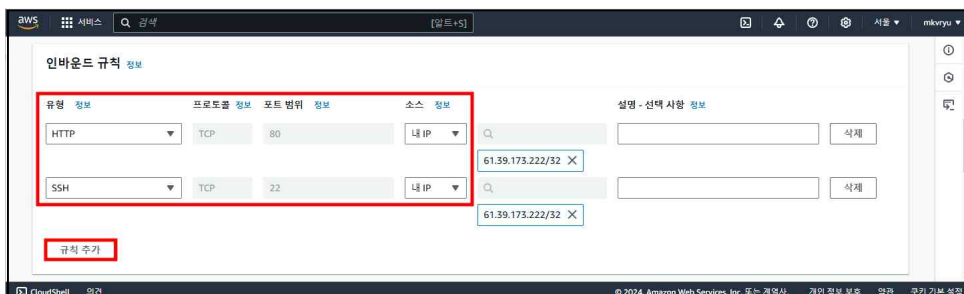 aws 서비스 검색 [알트+S] 서울 ▼ mkvryu ▼
인바운드 규칙 정보
유형 정보 프로토콜 정보 포트 범위 정보 소스 정보 설명 - 선택 사항 정보
HTTP TCP 80 내 IP 삭제
61.39.173.222/32
SSH TCP 22 내 IP 삭제
61.39.173.222/32
규칙 추가
CloudShell 의견 © 2024, Amazon Web Services, Inc. 또는 계열사 개인 정보 보호 약관 쿠키 기본 설정